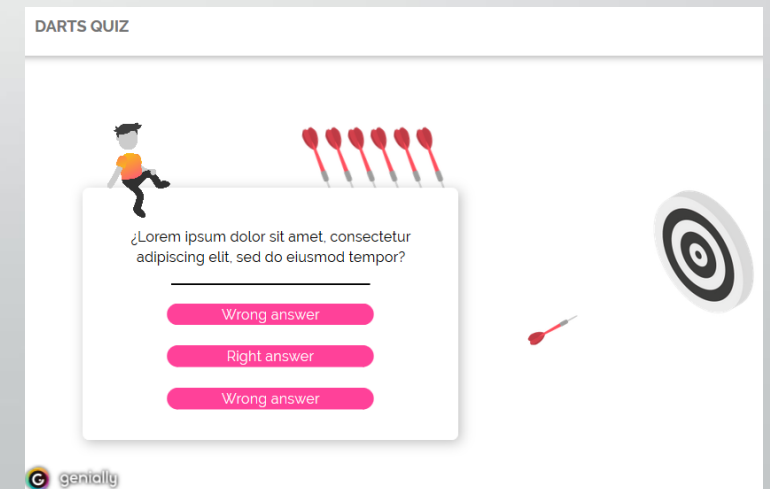 DARTS QUIZ
¿Lorem ipsum dolor sit amet, consectetur
adipiscing elit, sed do eiusmod tempor?
Wrong answer
Right answer
Wrong answer
G genially